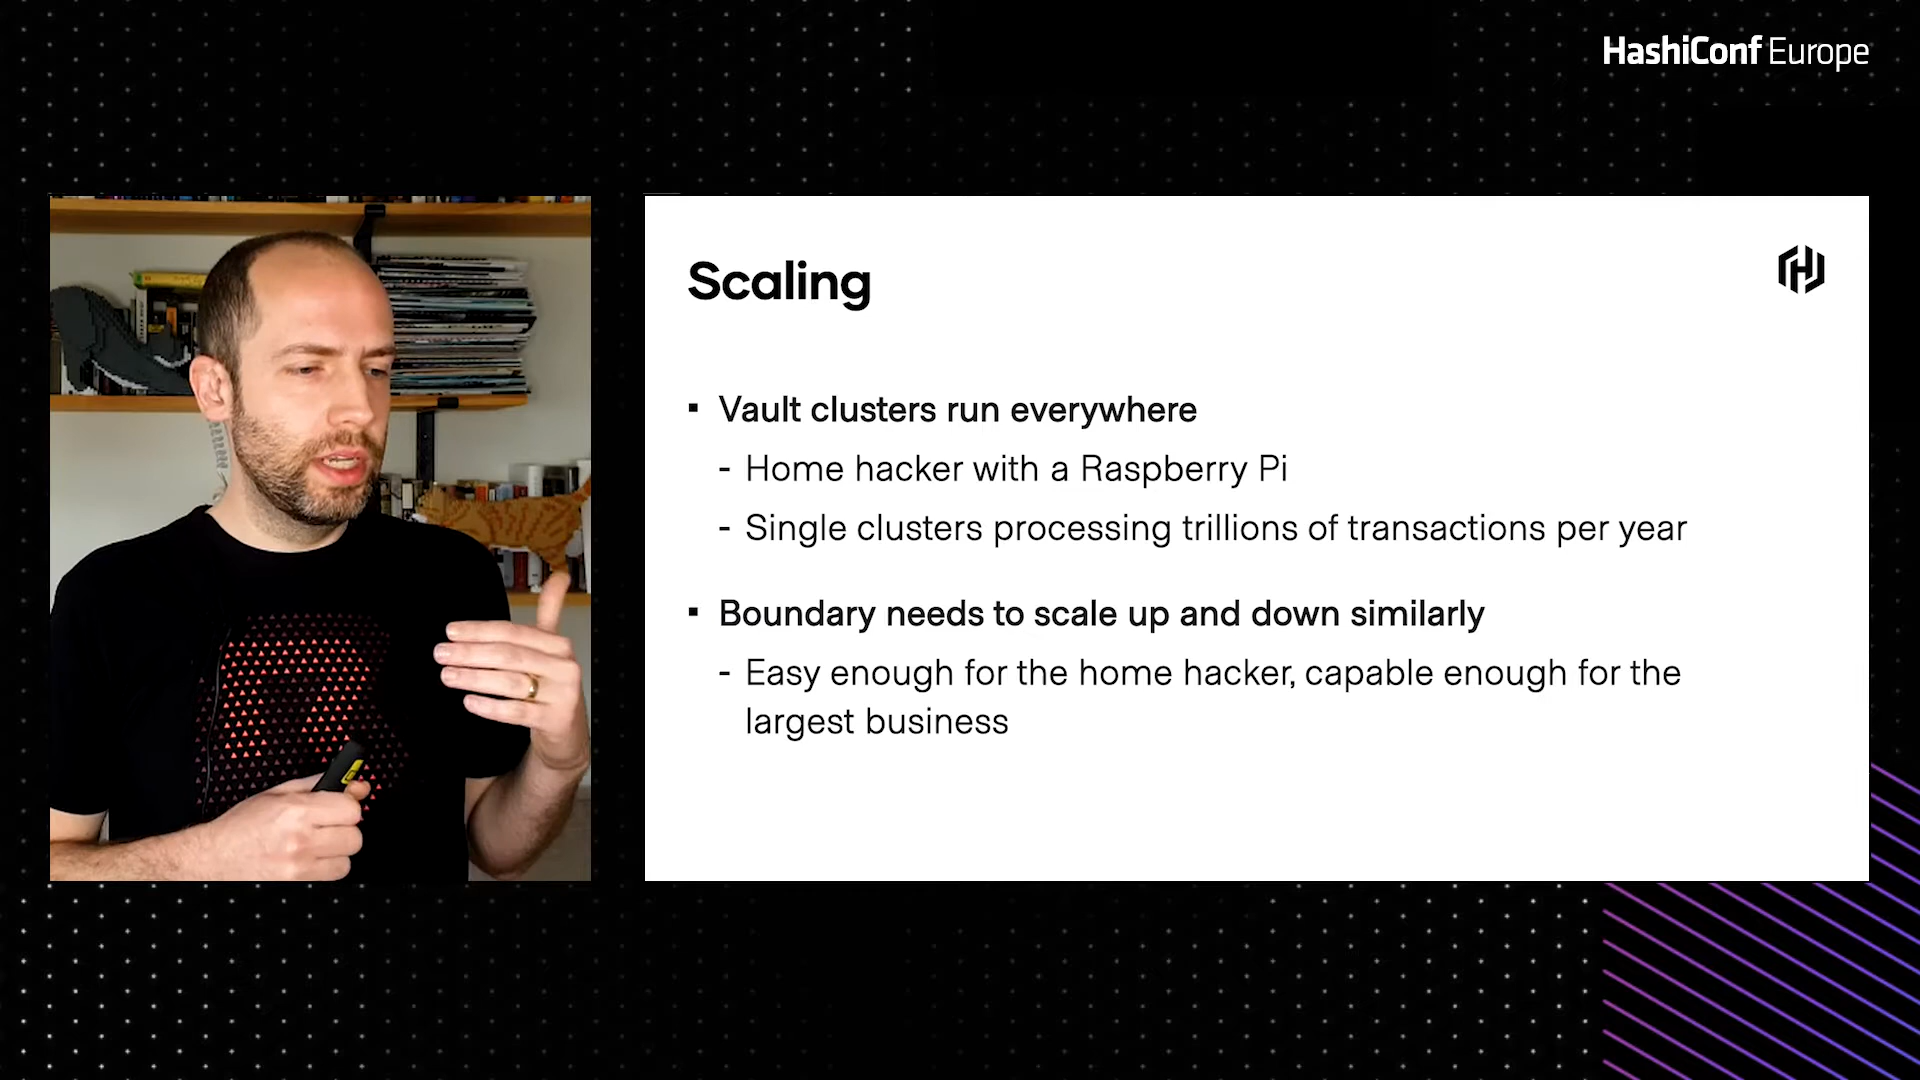 HashiConf Europe
Scaling
▪ Vault clusters run everywhere
- Home hacker with a Raspberry Pi
- Single clusters processing trillions of transactions per year
▪ Boundary needs to scale up and down similarly
- Easy enough for the home hacker, capable enough for the
largest business